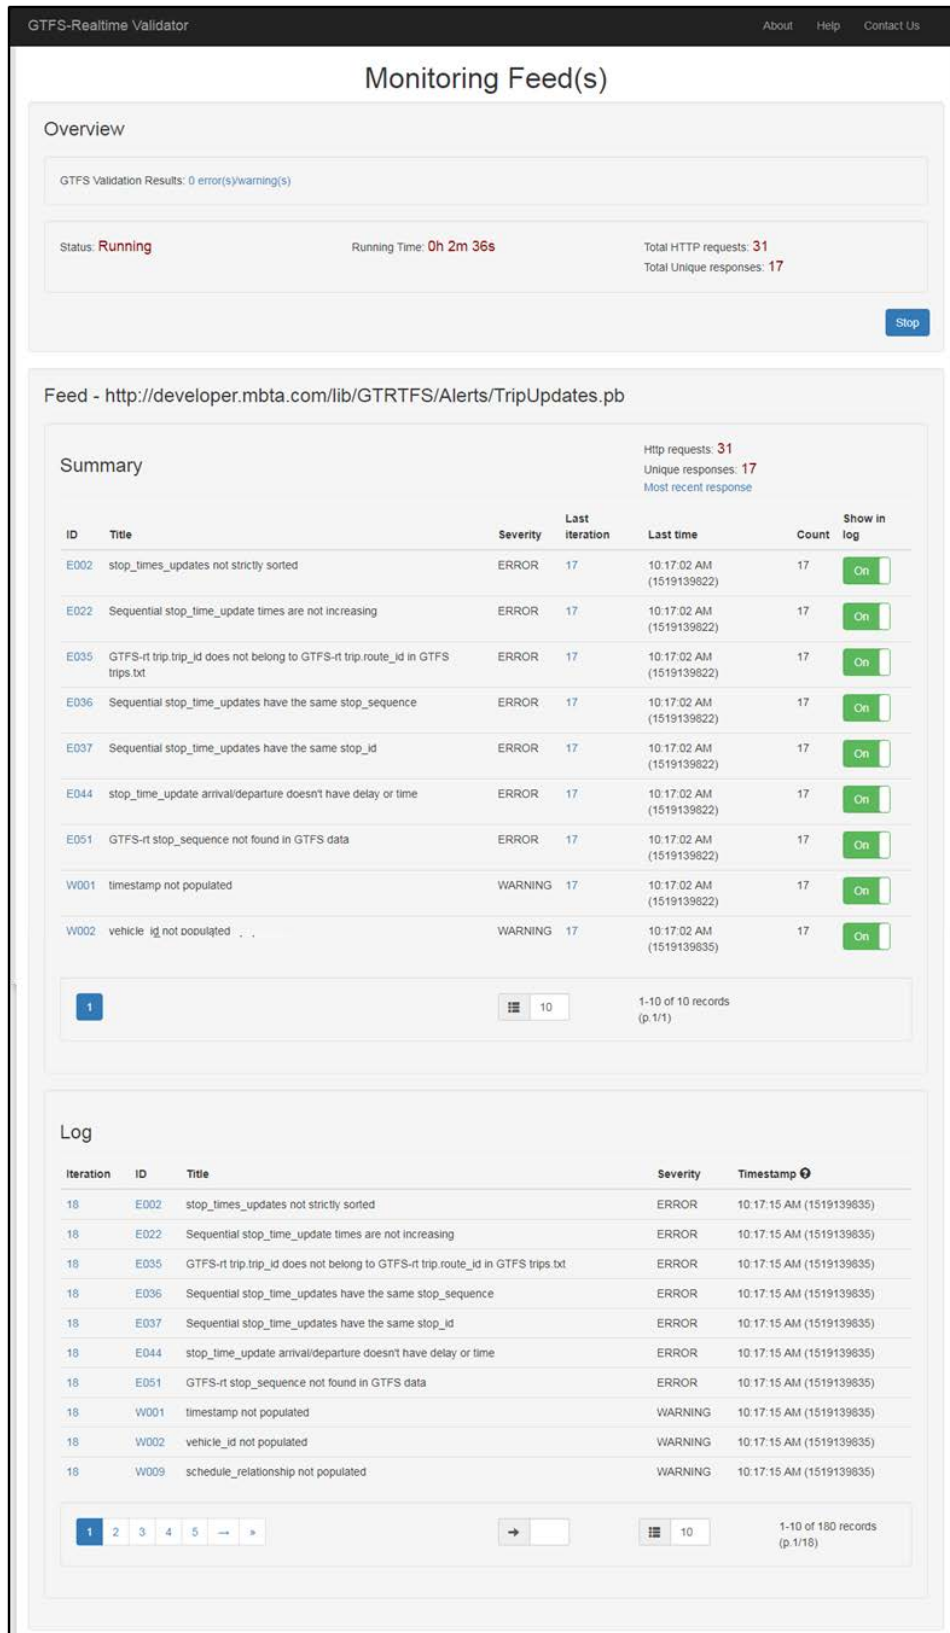 GTFS-Realtime Validator About Help Contact Us
Monitoring Feed(s)
Overview
GTFS Validation Results: 0 error(s)/warning(s)
Status: Running Running Time: 0h 2m 36s Total HTTP requests: 31
Total Unique responses: 17
Stop
Feed - http://developer.mbta.com/lib/GTRTFS/Alerts/TripUpdates.pb
Summary
Http requests: 31
Unique responses: 17
Most recent response
ID Title Severity Last iteration Last time Count Show in log
E002 stop_times_updates not strictly sorted ERROR 17 10:17:02 AM 17 On
(1519139822)
E022 Sequential stop_time_update times are not increasing ERROR 17 10:17:02 AM 17 On
(1519139822)
E035 GTFS-rt trip.trip_id does not belong to GTFS-rt trip.route_id in GTFS ERROR 17 10:17:02 AM 17 On
trips.txt (1519139822)
E036 Sequential stop_time_updates have the same stop_sequence ERROR 17 10:17:02 AM 17 On
(1519139822)
E037 Sequential stop_time_updates have the same stop_id ERROR 17 10:17:02 AM 17 On
(1519139822)
E044 stop_time_update arrival/departure doesn't have delay or time ERROR 17 10:17:02 AM 17 On
(1519139822)
E051 GTFS-rt stop_sequence not found in GTFS data ERROR 17 10:17:02 AM 17 On
(1519139822)
W001 timestamp not populated WARNING 17 10:17:02 AM 17 On
(1519139822)
W002 vehicle_id not populated WARNING 17 10:17:02 AM 17 On
(1519139835)
1 10 1-10 of 10 records
(p.1/1)
Log
Iteration ID Title Severity Timestamp
18 E002 stop_times_updates not strictly sorted ERROR 10:17:15 AM (1519139835)
18 E022 Sequential stop_time_update times are not increasing ERROR 10:17:15 AM (1519139835)
18 E035 GTFS-rt trip.trip_id does not belong to GTFS-rt trip.route_id in GTFS trips.txt ERROR 10:17:15 AM (1519139835)
18 E036 Sequential stop_time_updates have the same stop_sequence ERROR 10:17:15 AM (1519139835)
18 E037 Sequential stop_time_updates have the same stop_id ERROR 10:17:15 AM (1519139835)
18 E044 stop_time_update arrival/departure doesn't have delay or time ERROR 10:17:15 AM (1519139835)
18 E051 GTFS-rt stop_sequence not found in GTFS data ERROR 10:17:15 AM (1519139835)
18 W001 timestamp not populated WARNING 10:17:15 AM (1519139835)
18 W002 vehicle_id not populated WARNING 10:17:15 AM (1519139835)
18 W009 schedule_relationship not populated WARNING 10:17:15 AM (1519139835)
1 2 3 4 5 → » ➔ 10 1-10 of 180 records
(p.1/18)